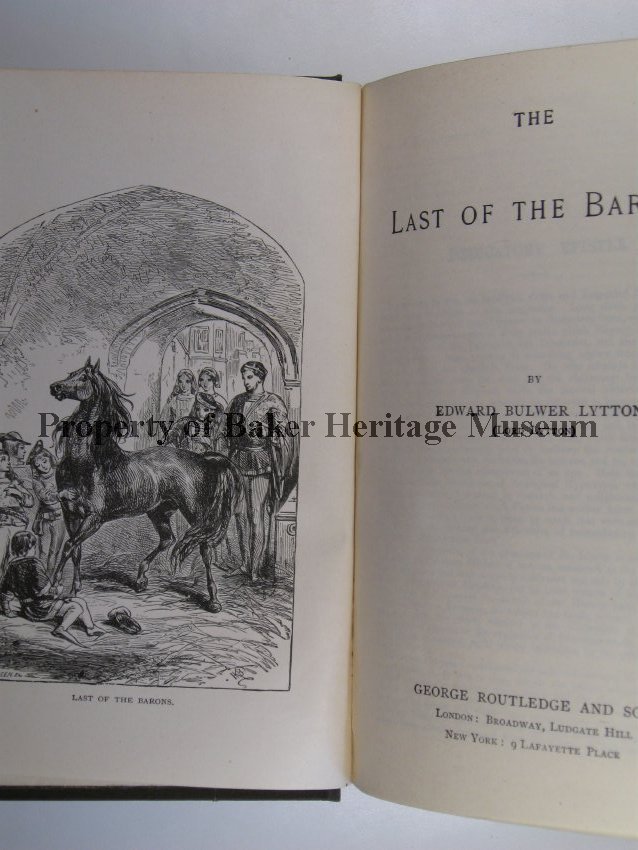 LAST OF THE BARONS.
THE
LAST OF THE BAR
BY
EDWARD BULWER LYTTON
Property of Baker Heritage Museum
GEORGE ROUTLEDGE AND SO
LONDON: BROADWAY, LUDGATE HILL
NEW YORK: 9 LAFAYETTE PLACE